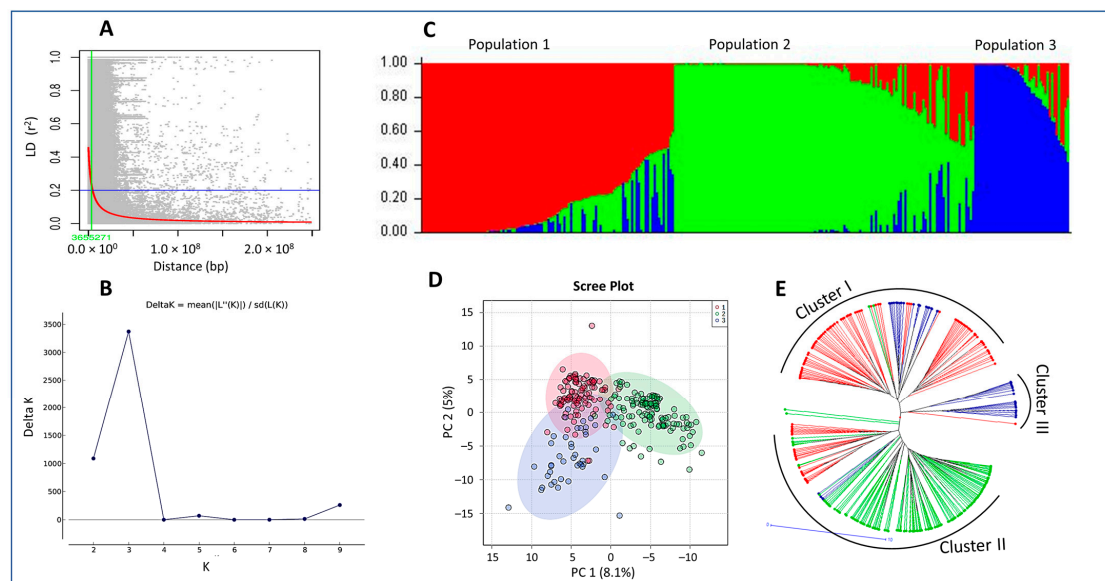 A
LD (r²)
1.0
0.8
0.6
0.4
0.2
0.0
3655271
0.0 × 10⁰
1.0 × 10⁸
2.0 × 10⁸
Distance (bp)
B
DeltaK = mean(|L''(K)|) / sd(L(K))
Delta K
3500
3000
2500
2000
1500
1000
500
0
2 3 4 5 6 7 8 9
K
C
Population 1 Population 2 Population 3
1.00
0.80
0.60
0.40
0.20
0.00
D
Scree Plot
1
2
3
PC 2 (5%)
15
10
5
0
−5
−10
−15
15 10 5 0 −5 −10
PC 1 (8.1%)
E
Cluster I
Cluster III
Cluster II
0
10